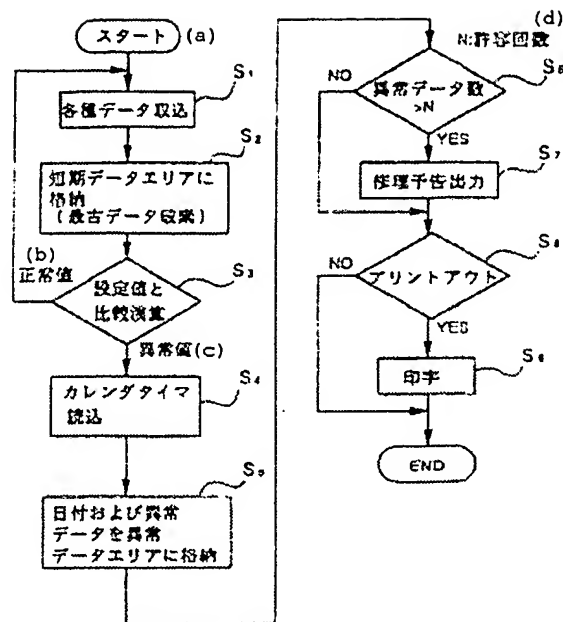 スタート (a)
S1
各種データ取込
S2
短期データエリアに
格納
(最古データ破棄)
(b)
正常値
S3
設定値と
比較演算
異常値(c)
S4
カレンダタイマ
読込
S5
日付および異常
データを異常
データエリアに格納
(d)
N:許容回数
S6
NO
異常データ数
>N
YES
S7
修理予告出力
S8
NO
プリントアウト
YES
S9
印字
END